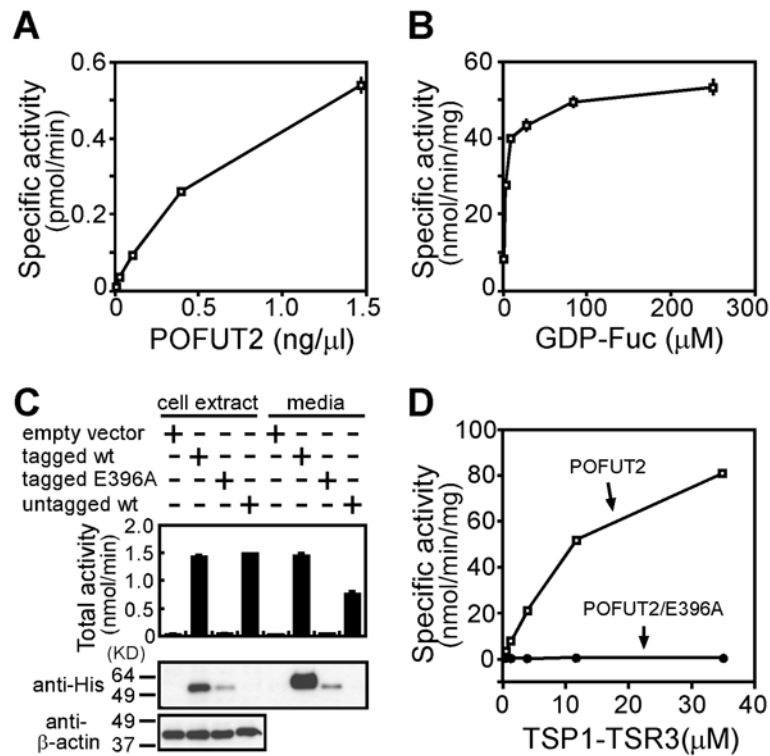 A
Specific activity
(pmol/min)
0.6
0.4
0.2
0
0.0
0.5
1.0
1.5
POFUT2 (ng/μl)
B
Specific activity
(nmol/min/mg)
60
40
20
0
0
100
200
300
GDP-Fuc (μM)
C
cell extract media
empty vector + − − − + − − −
tagged wt − + − − − + − −
tagged E396A − − + − − − + −
untagged wt − − − + − − − +
Total activity
(nmol/min)
2.0
1.5
1.0
0.5
0
(KD)
anti-His
64
49
anti-
β-actin
49
37
D
Specific activity
(nmol/min/mg)
100
80
60
40
20
0
POFUT2
POFUT2/E396A
0
10
20
30
40
TSP1-TSR3(μM)